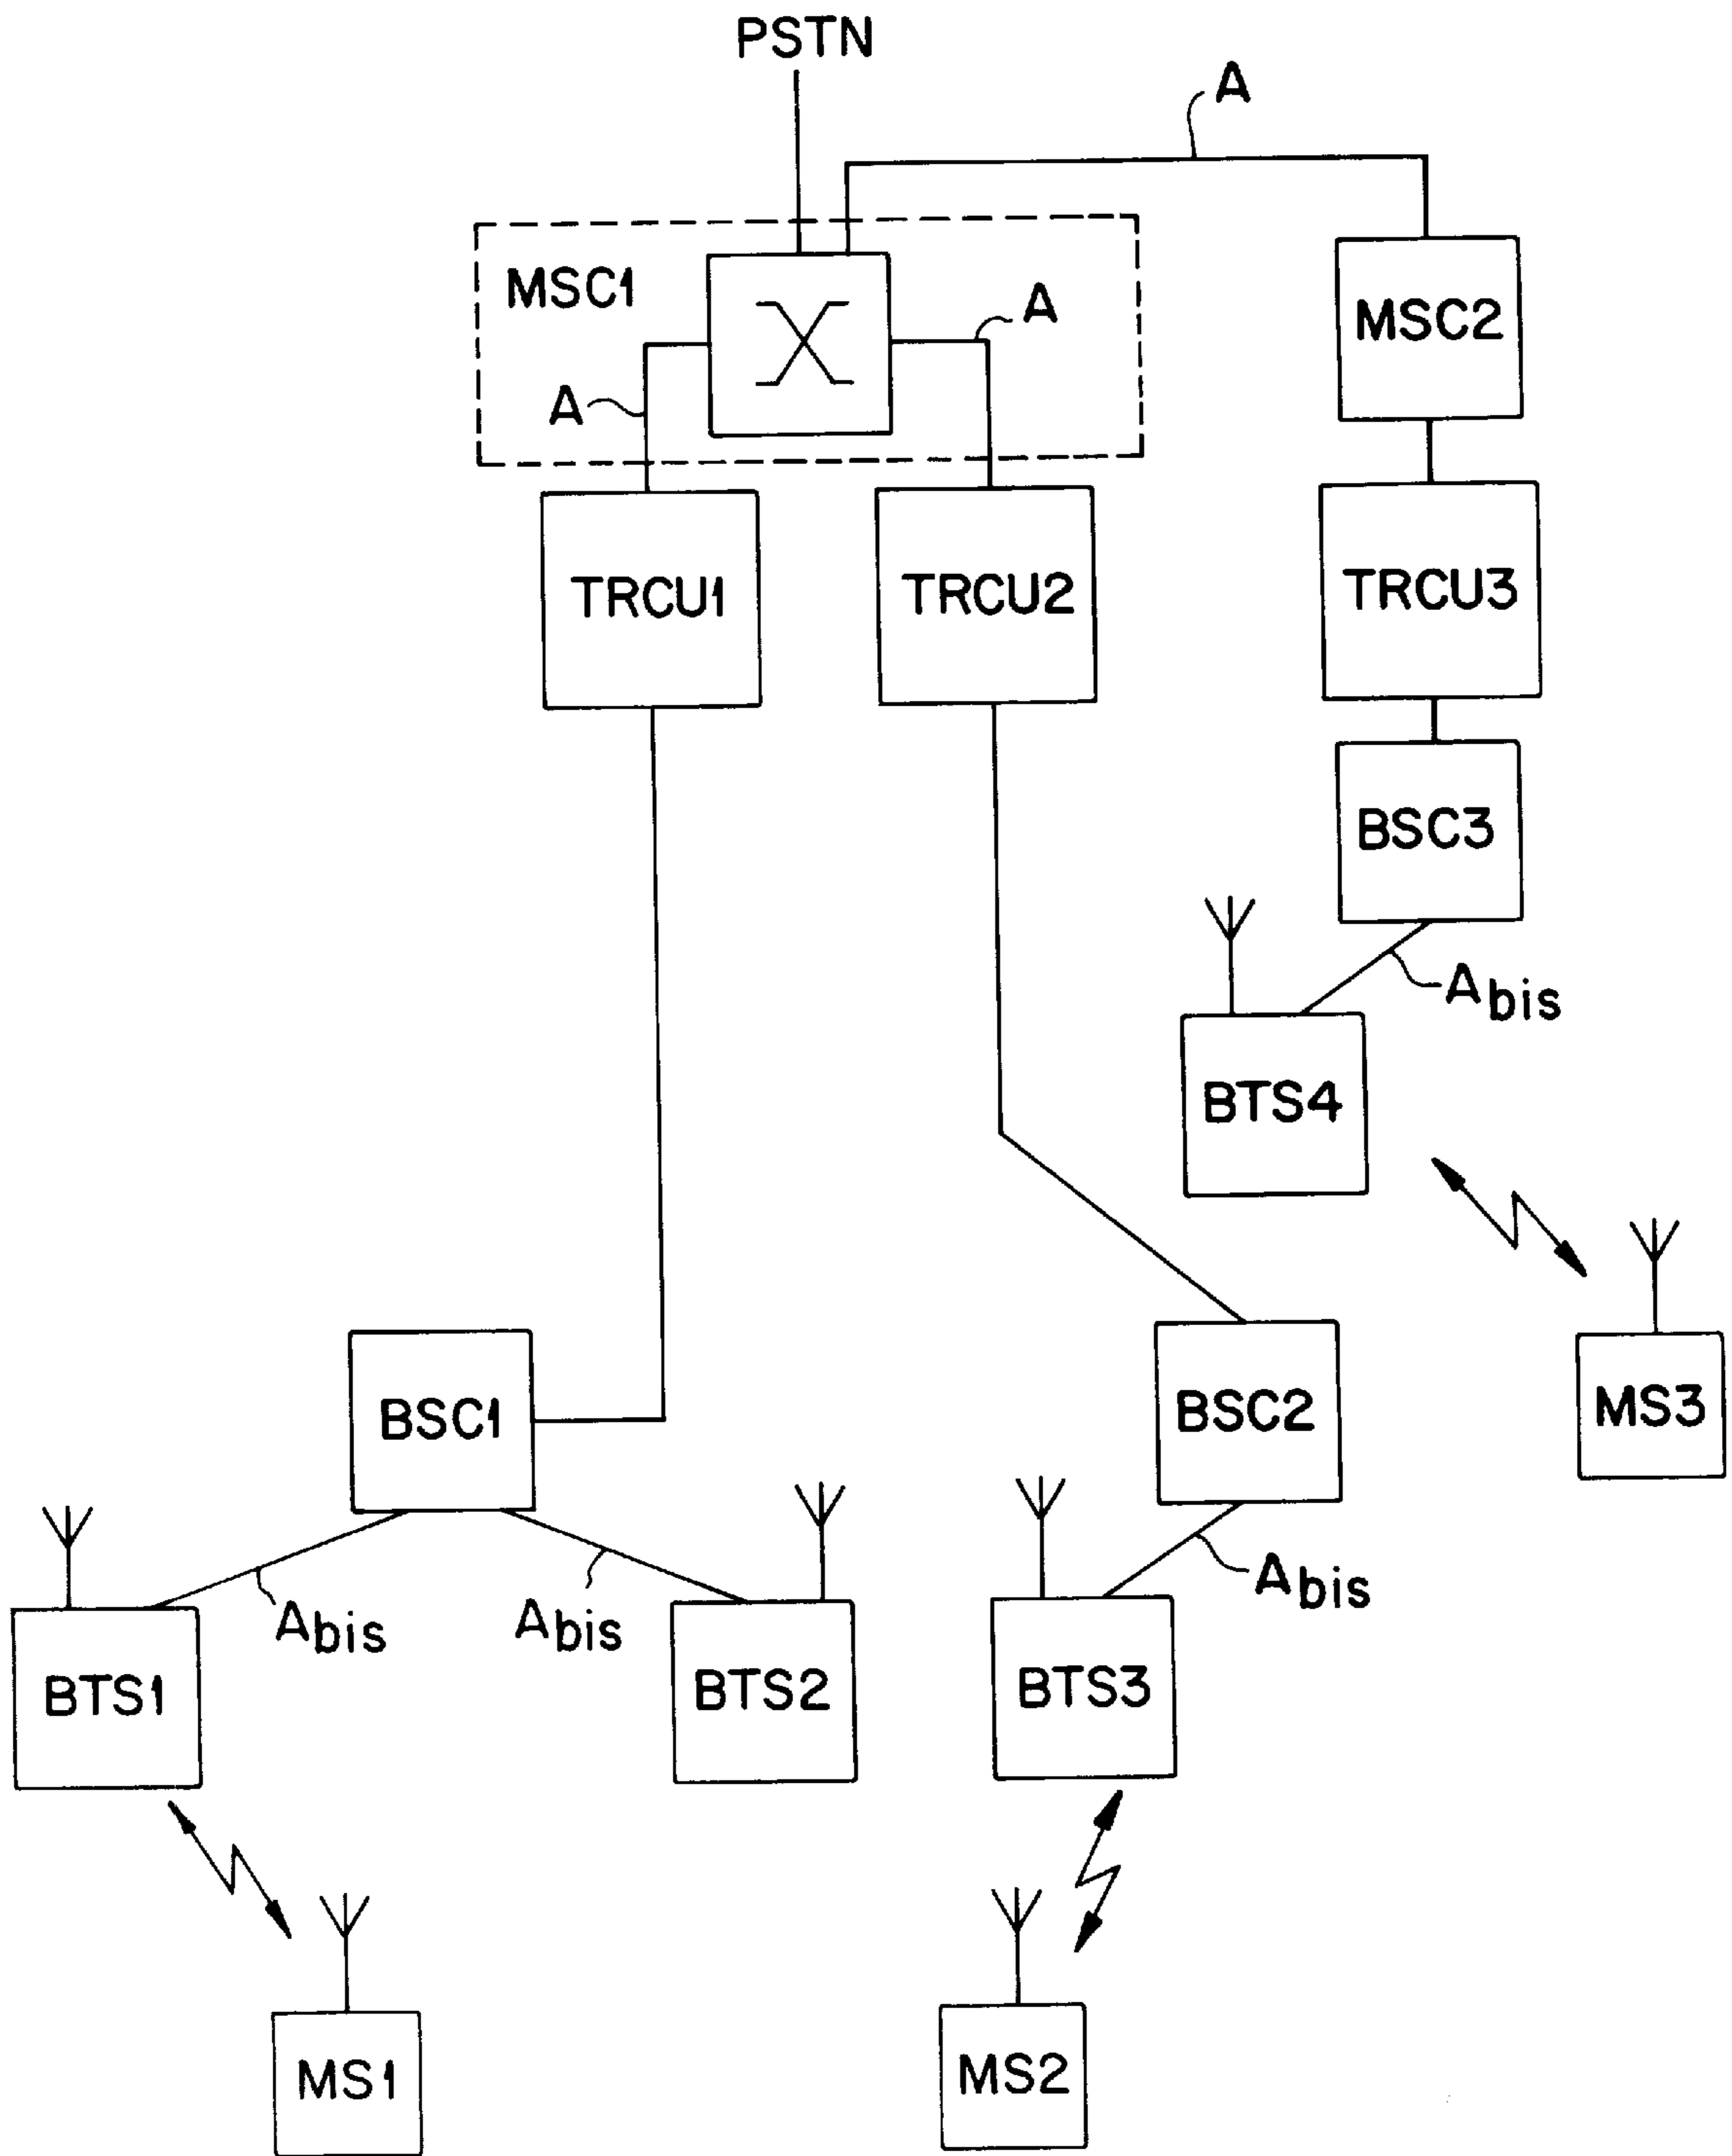 PSTN
A
MSC1
A
MSC2
A
TRCU1
TRCU2
TRCU3
BSC3
Abis
BTS4
BSC1
BSC2
MS3
Abis
Abis
Abis
BTS1
BTS2
BTS3
MS1
MS2